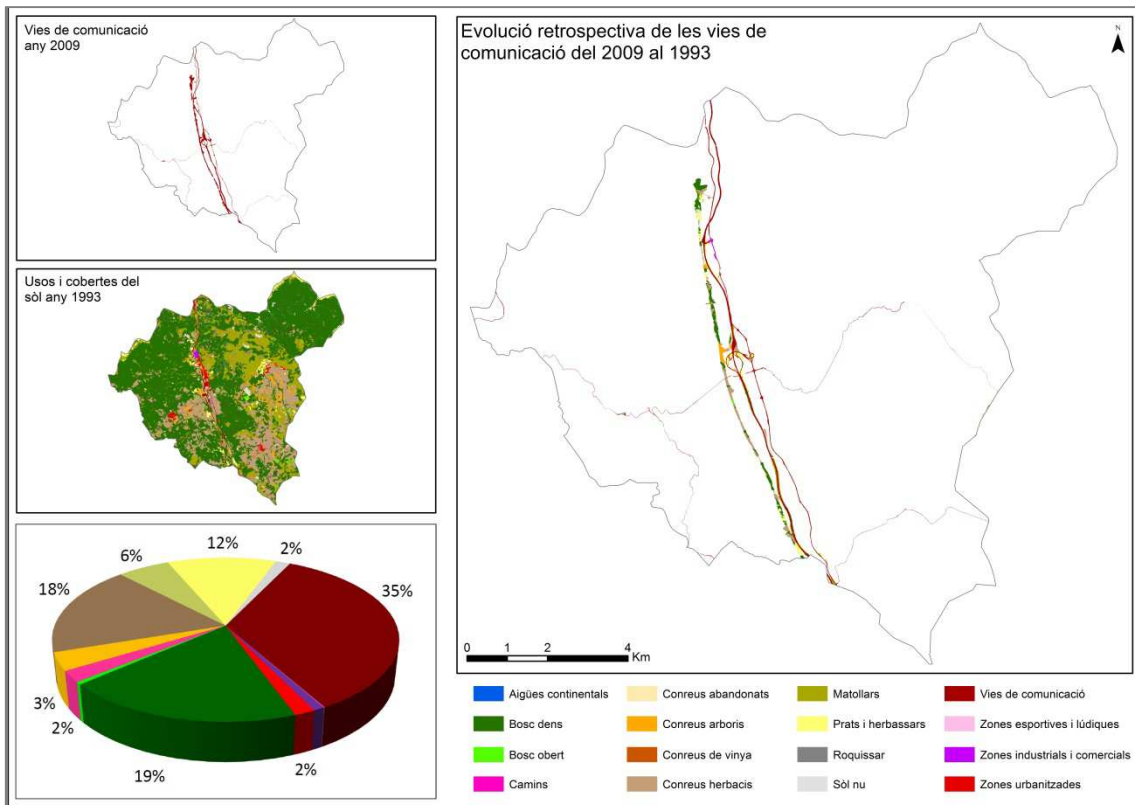 Vies de comunicació
any 2009
Usos i cobertes del
sòl any 1993
6%
12%
2%
35%
18%
3%
2%
19%
2%
Evolució retrospectiva de les vies de
comunicació del 2009 al 1993
N
0 1 2 4
Km
Aigües continentals
Bosc dens
Bosc obert
Camins
Conreus abandonats
Conreus arboris
Conreus de vinya
Conreus herbacis
Matollars
Prats i herbassars
Roquissar
Sòl nu
Vies de comunicació
Zones esportives i lúdiques
Zones industrials i comercials
Zones urbanitzades